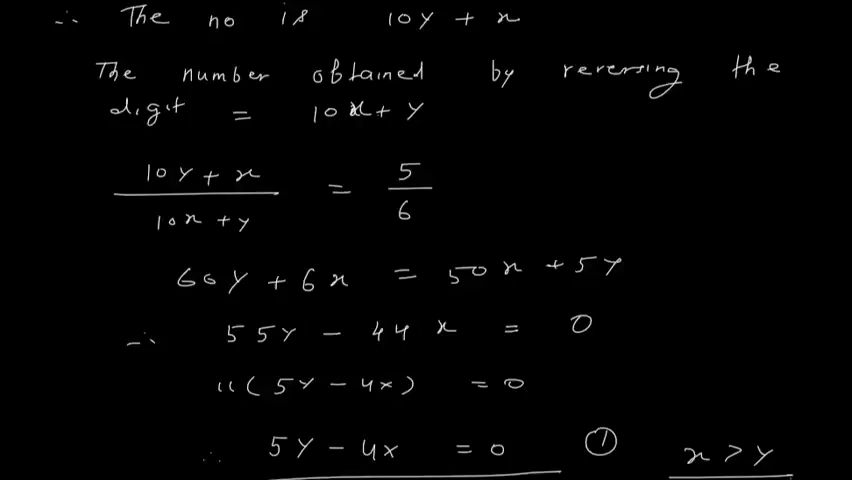 ∴ The no is 10y + x
The number obtained by reversing the
digit = 10x + y
10y + x / 10x + y = 5 / 6
60y + 6x = 50x + 5y
∴ 55y - 44x = 0
11(5y - 4x) = 0
∴ 5y - 4x = 0 ① x > y